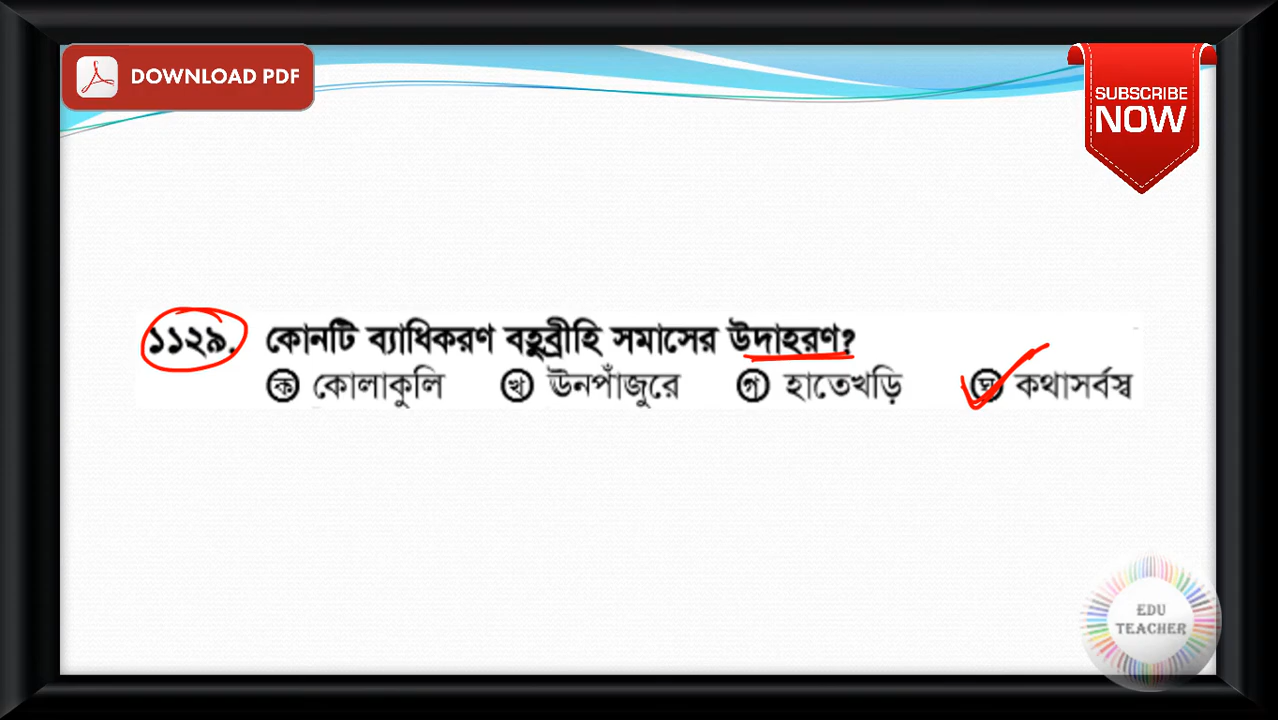 DOWNLOAD PDF
SUBSCRIBE
NOW
১১২৯. কোনটি ব্যাধিকরণ বহুব্রীহি সমাসের উদাহরণ?
ক কোলাকুলি খ ঊনপাঁজুরে গ হাতেখড়ি ঘ কথাসর্বস্ব
EDU
TEACHER